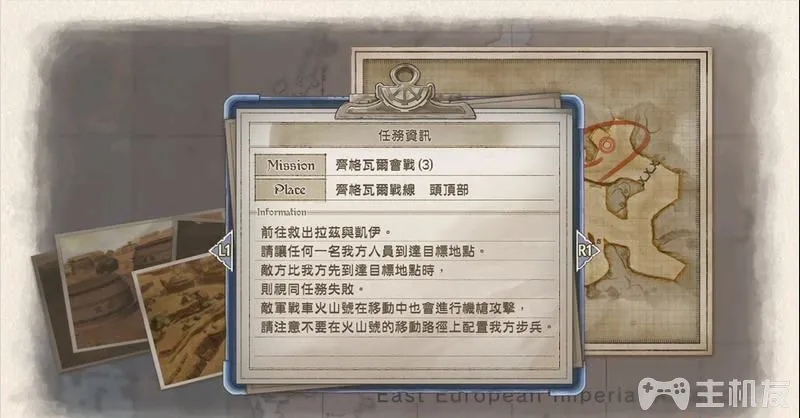 任務資訊
Mission 齊格瓦爾會戰(3)
Place 齊格瓦爾戰線 頭頂部
Information
前往救出拉茲與凱伊。
請讓任何一名我方人員到達目標地點。
敵方比我方先到達目標地點時，
則視同任務失敗。
敵軍戰車火山號在移動中也會進行機槍攻擊，
請注意不要在火山號的移動路徑上配置我方步兵。
L1
R1
East European Imperia
主机友